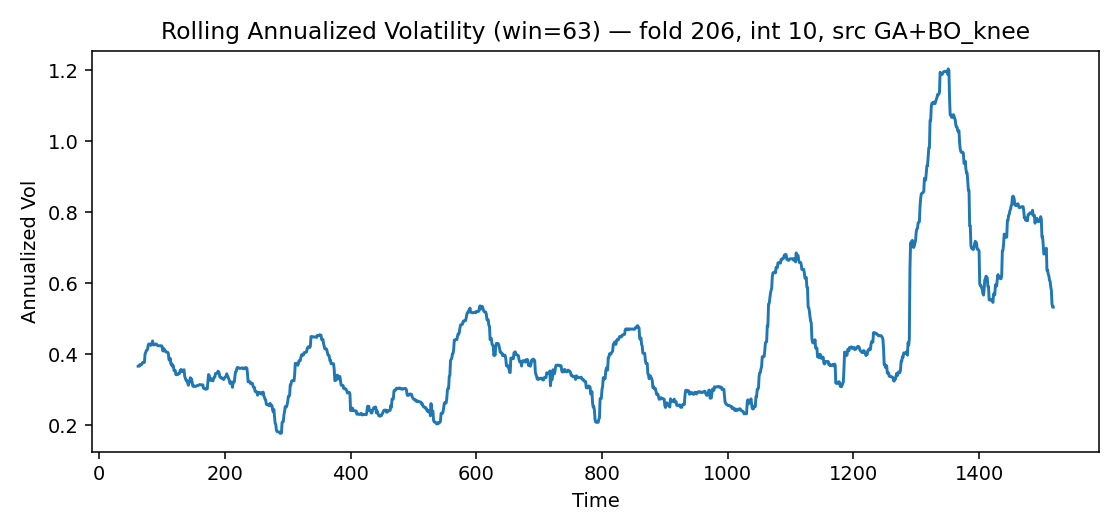 Rolling Annualized Volatility (win=63) — fold 206, int 10, src GA+BO_knee
Annualized Vol
1.2
1.0
0.8
0.6
0.4
0.2
0 200 400 600 800 1000 1200 1400
Time